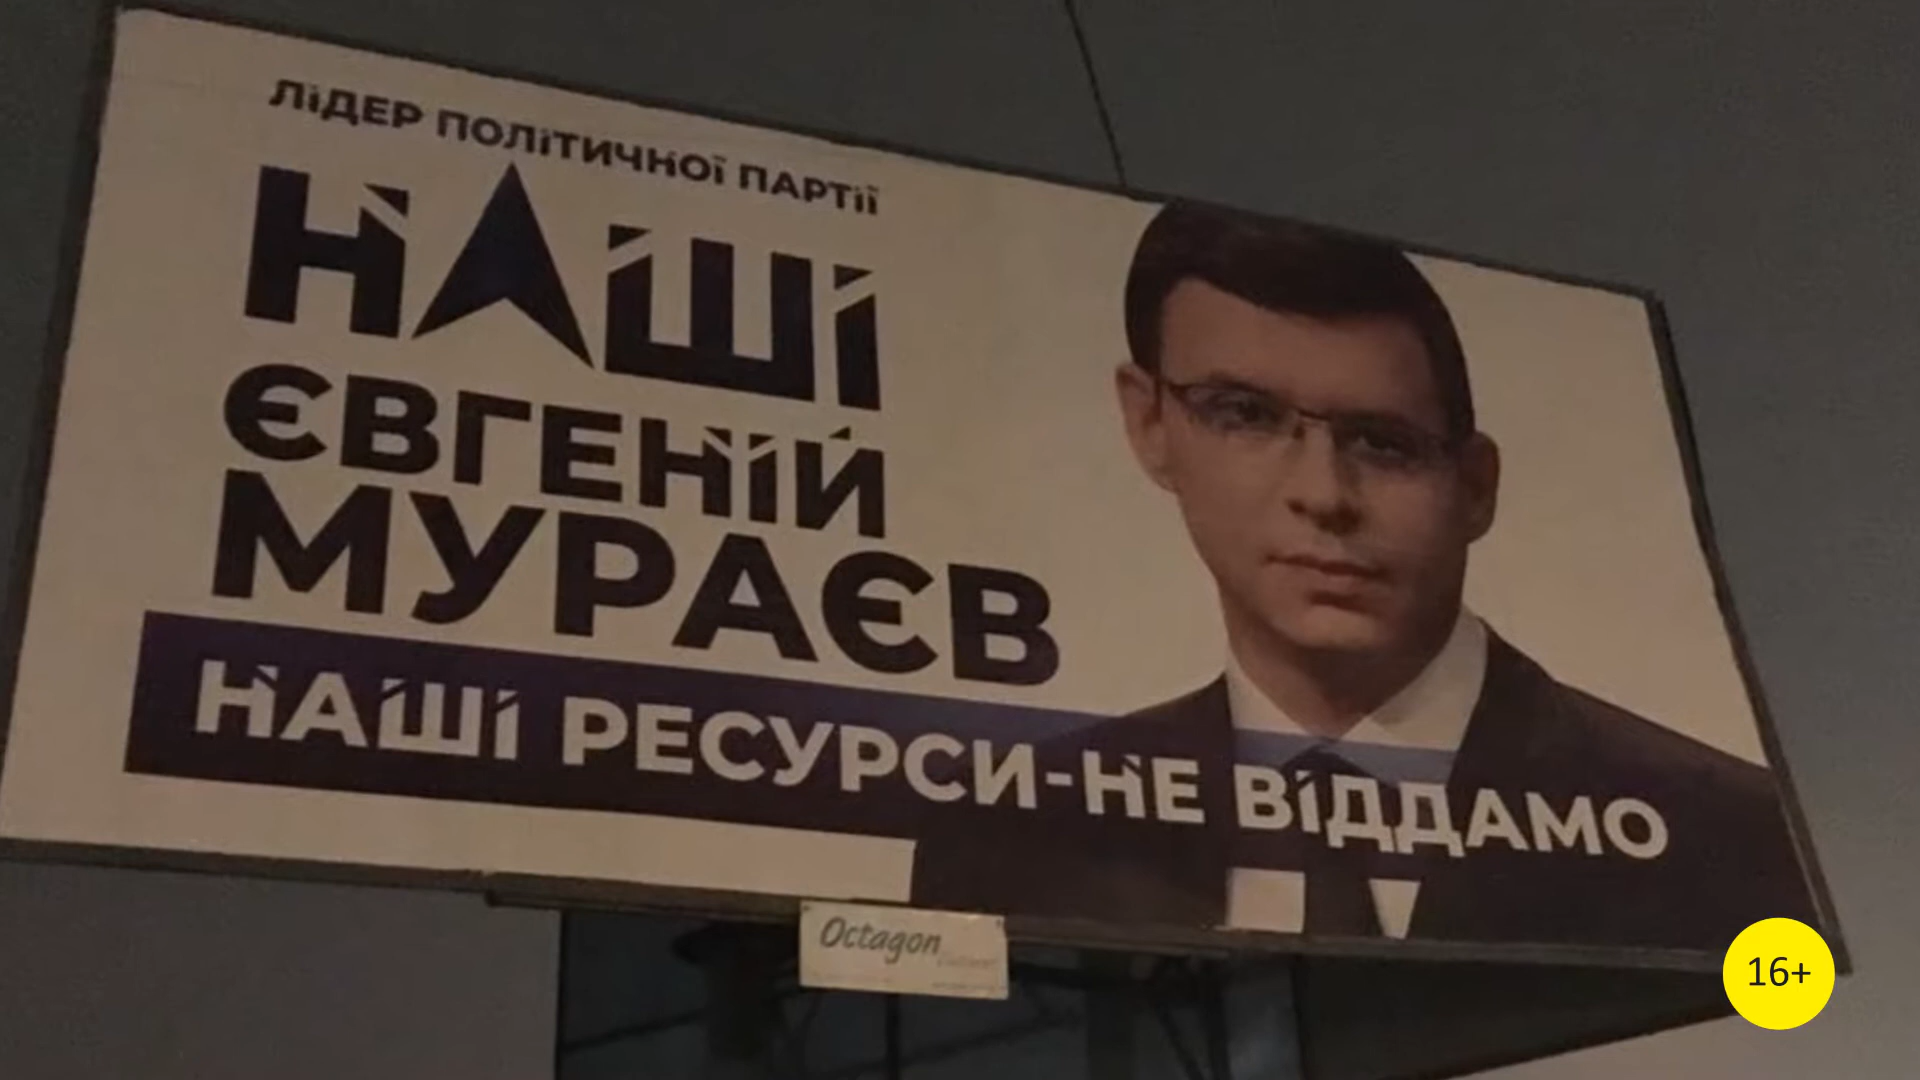 ЛІДЕР ПОЛІТИЧНОЇ ПАРТІЇ
НАШІ
ЄВГЕНІЙ
МУРАЄВ
НАШІ РЕСУРСИ-НЕ ВІДДАМО
Octagon
16+